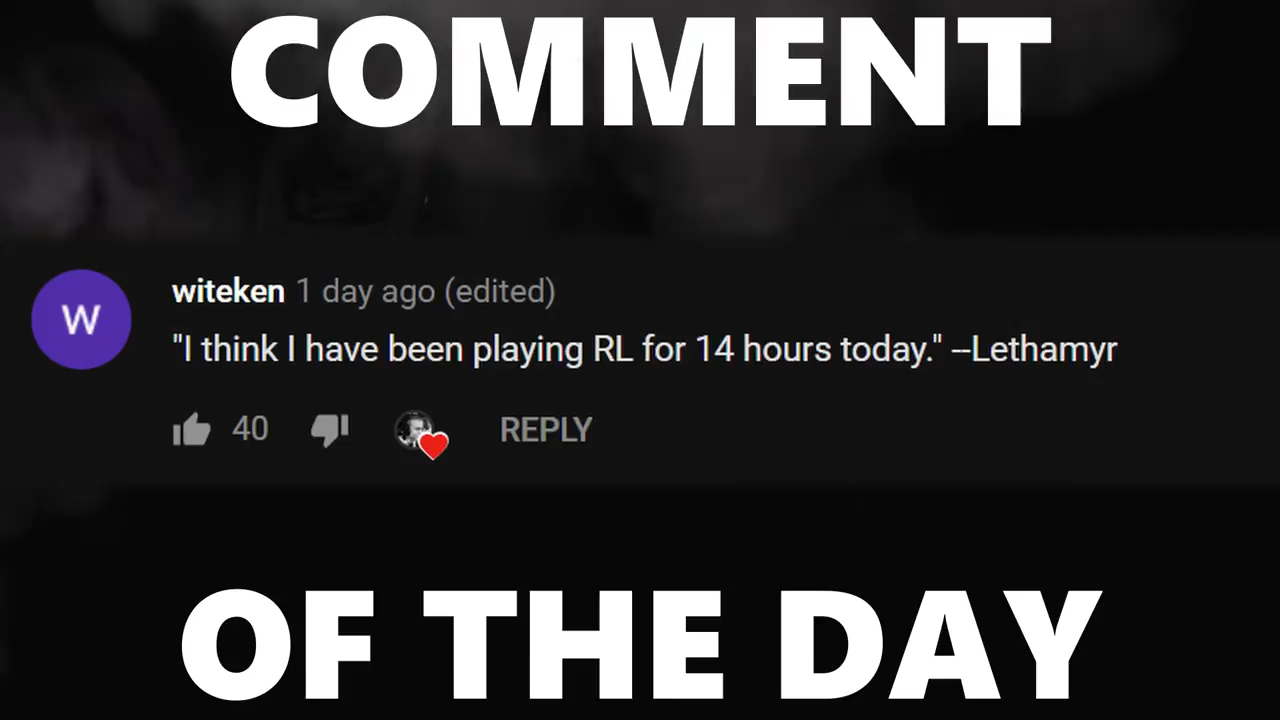 COMMENT
W
witeken 1 day ago (edited)
"I think I have been playing RL for 14 hours today." --Lethamyr
40 REPLY
OF THE DAY